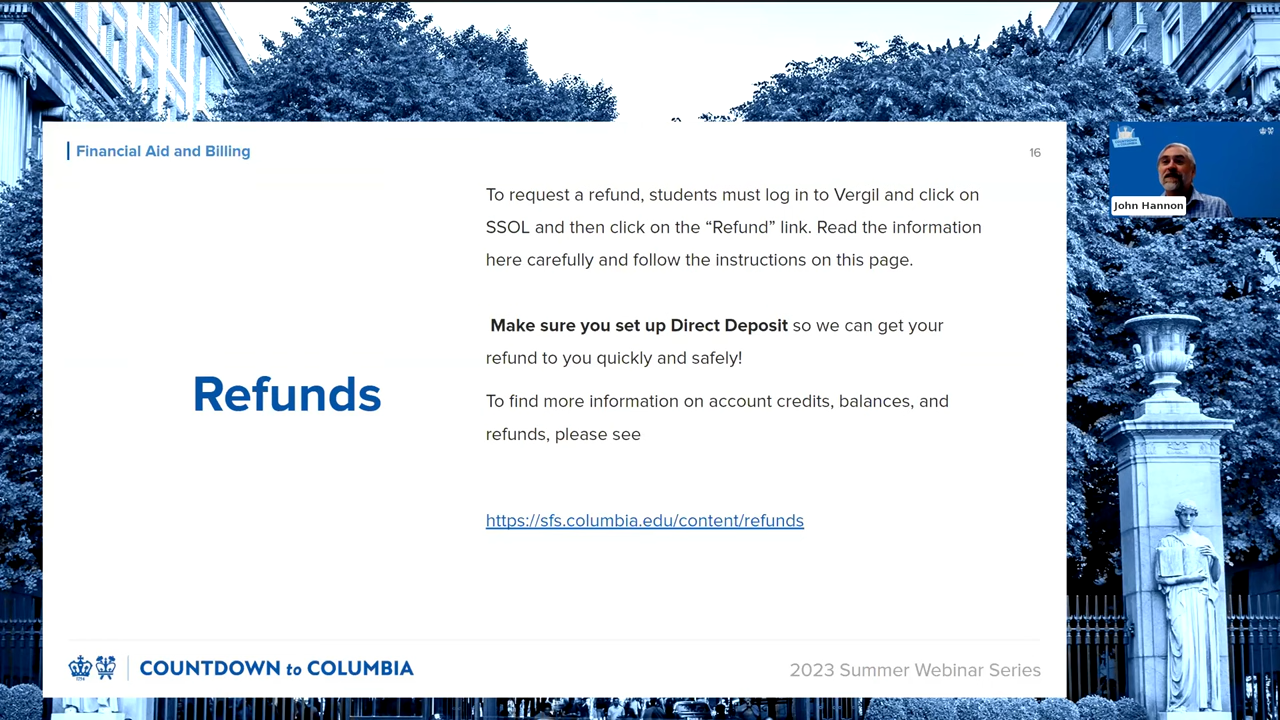 Financial Aid and Billing
16
To request a refund, students must log in to Vergil and click on
SSOL and then click on the “Refund” link. Read the information
here carefully and follow the instructions on this page.
Make sure you set up Direct Deposit so we can get your
refund to you quickly and safely!
Refunds
To find more information on account credits, balances, and
refunds, please see
https://sfs.columbia.edu/content/refunds
COUNTDOWN to COLUMBIA
2023 Summer Webinar Series
John Hannon